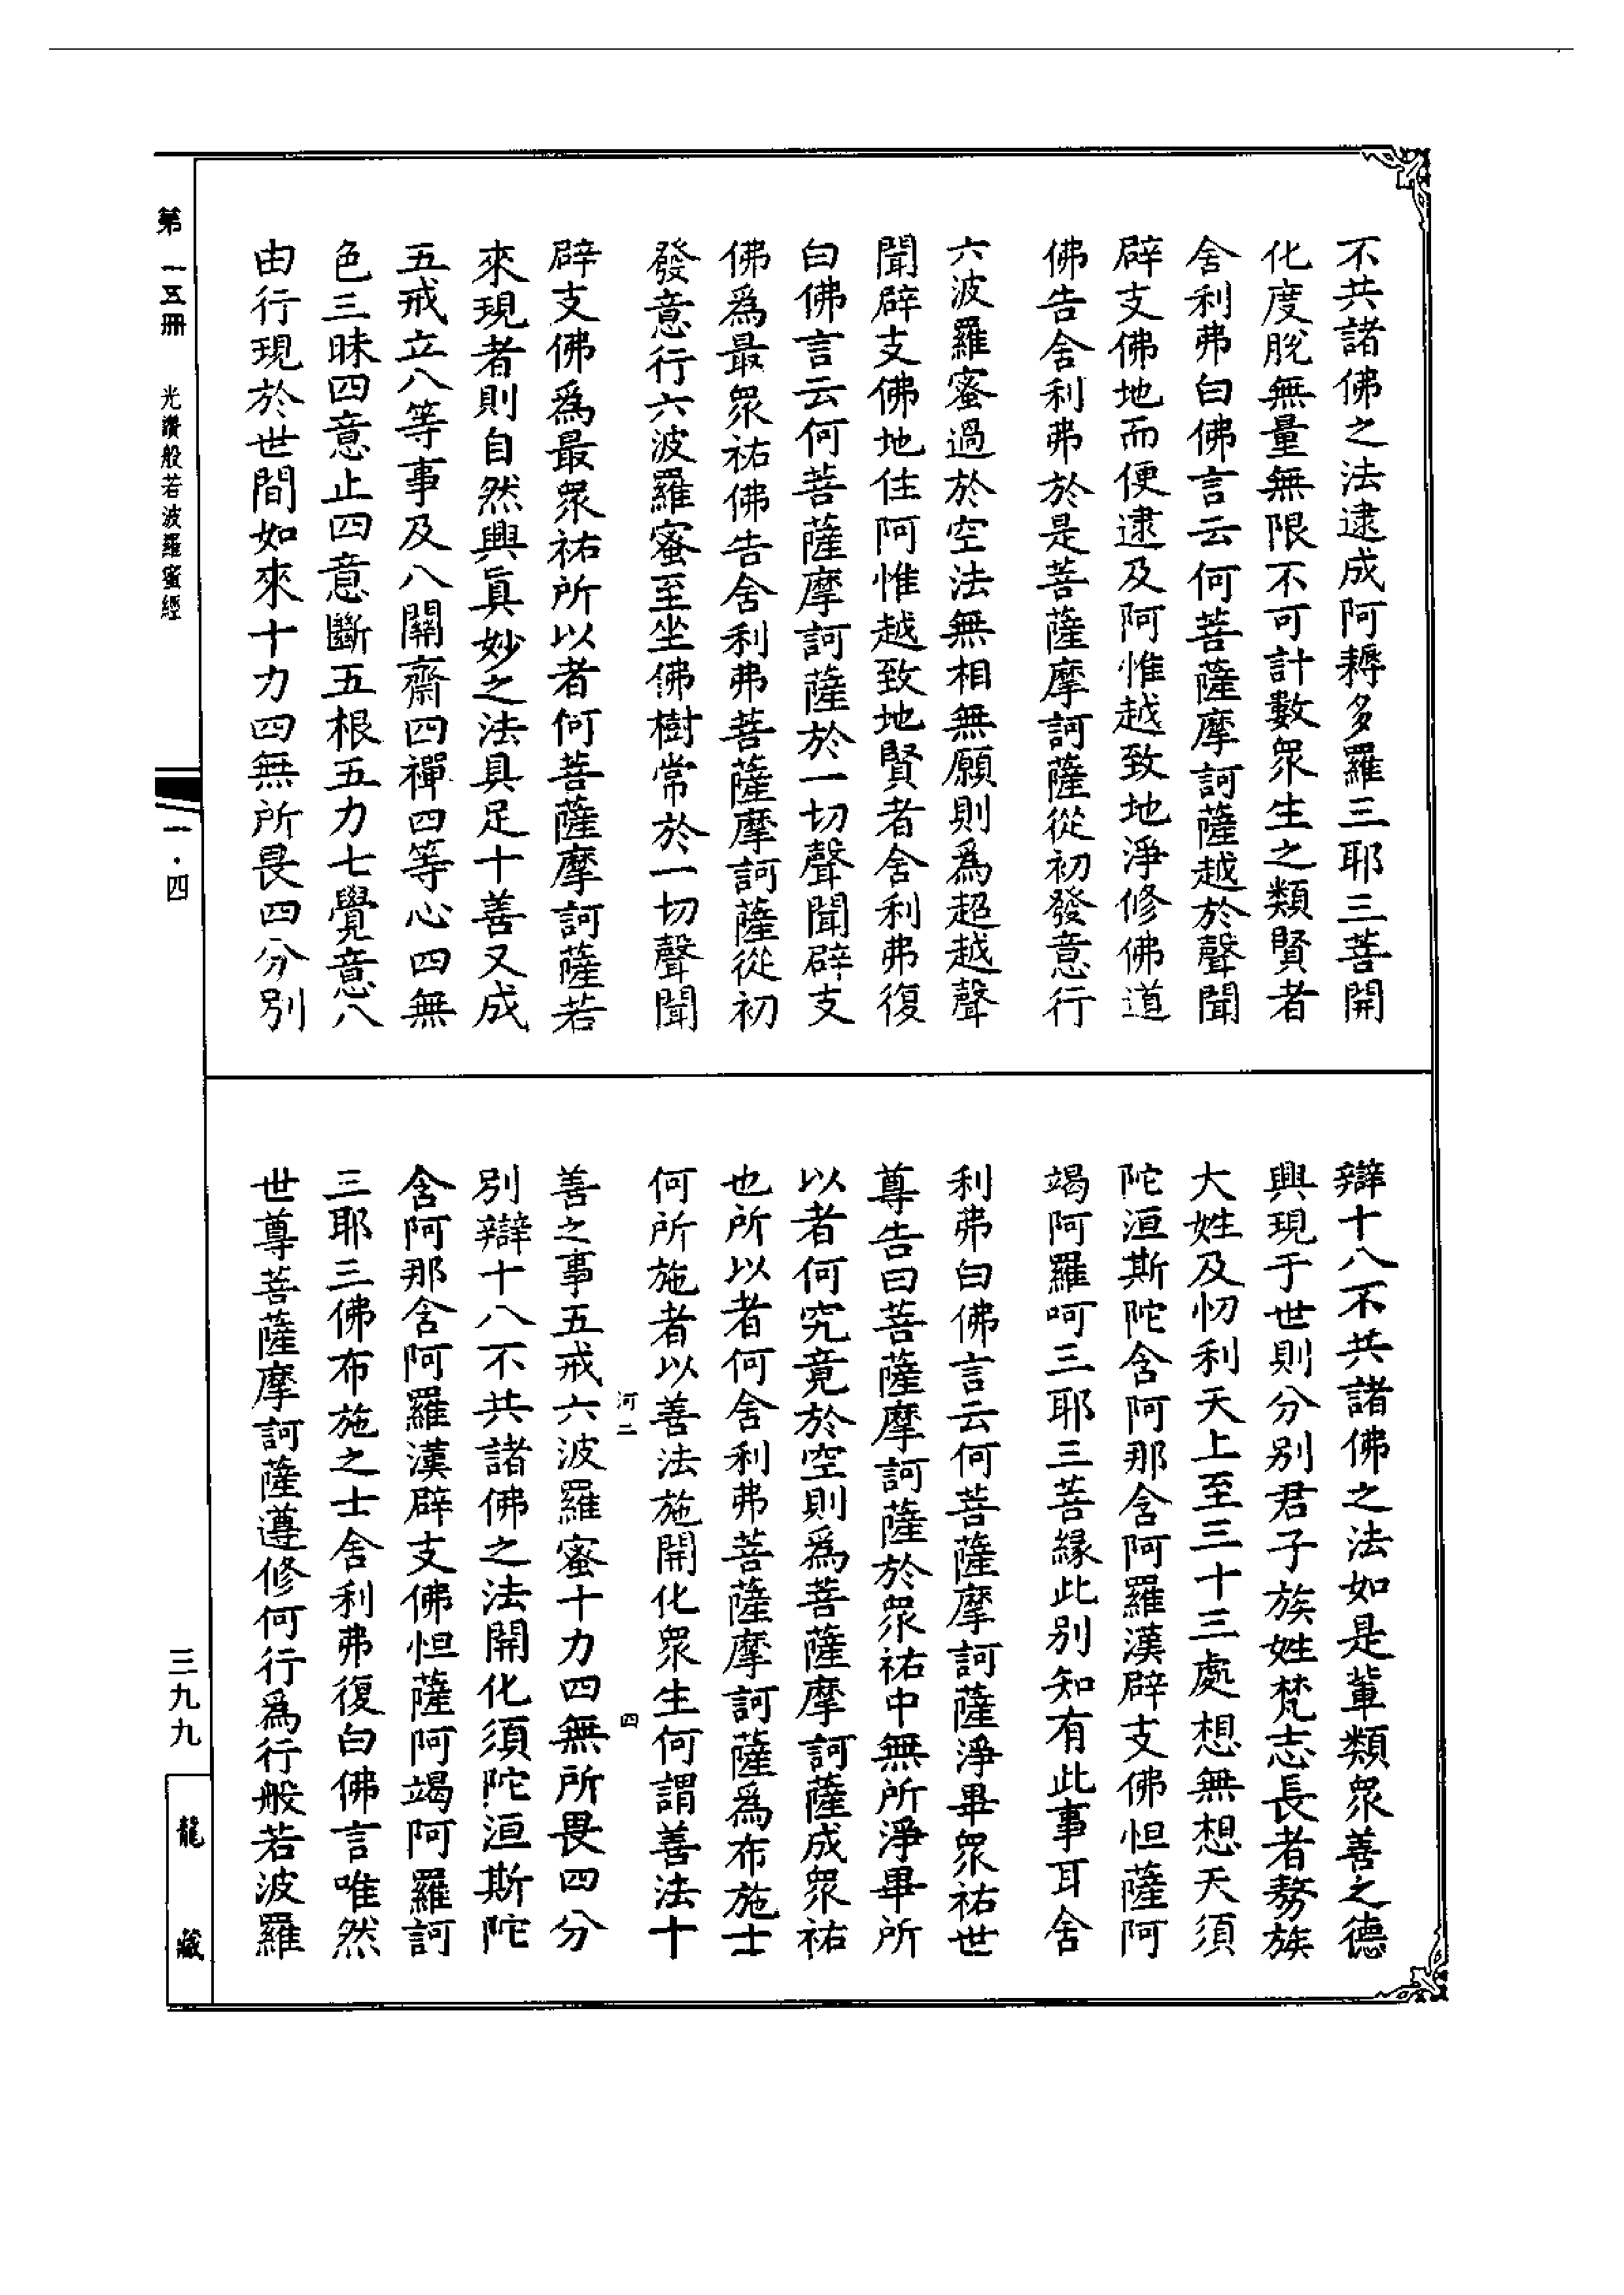 不共諸佛之法逮成阿耨多羅三耶三菩開
化度脫無量無限不可計數眾生之類賢者
舍利弗白佛言云何菩薩摩訶薩越於聲聞
辟支佛地而便逮及阿惟越致地淨修佛道
佛告舍利弗於是菩薩摩訶薩從初發意行
六波羅蜜過於空法無相無願則為超越聲
聞辟支佛地住阿惟越致地賢者舍利弗復
白佛言云何菩薩摩訶薩於一切聲聞辟支
佛為最眾祐佛告舍利弗菩薩摩訶薩從初
發意行六波羅蜜至坐佛樹常於一切聲聞
辟支佛為最眾祐所以者何菩薩摩訶薩若
來現者則自然興真妙之法具足十善又成
五戒立八等事及八關齋四禪四等心四無
色三昧四意止四意斷五根五力七覺意八
由行現於世間如來十力四無所畏四分別
辯十八不共諸佛之法如是輩類眾善之德
興現于世則分別君子族姓梵志長者勢族
大姓及忉利天上至三十三處想無想天須
陀洹斯陀含阿那含阿羅漢辟支佛怛薩阿
竭阿羅呵三耶三菩緣此別知有此事耳舍
利弗白佛言云何菩薩摩訶薩淨畢眾祐世
尊告曰菩薩摩訶薩於眾祐中無所淨畢所
以者何究竟於空則為菩薩摩訶薩成眾祐
也所以者何舍利弗菩薩摩訶薩為布施士
何所施者以善法施開化眾生何謂善法十
河二
四
善之事五戒六波羅蜜十力四無所畏四分
別辯十八不共諸佛之法開化須陀洹斯陀
含阿那含阿羅漢辟支佛怛薩阿竭阿羅訶
三耶三佛布施之士舍利弗復白佛言唯然
世尊菩薩摩訶薩遵修何行為行般若波羅
第一五冊
光讚般若波羅蜜經
一·四
三九九
龍藏